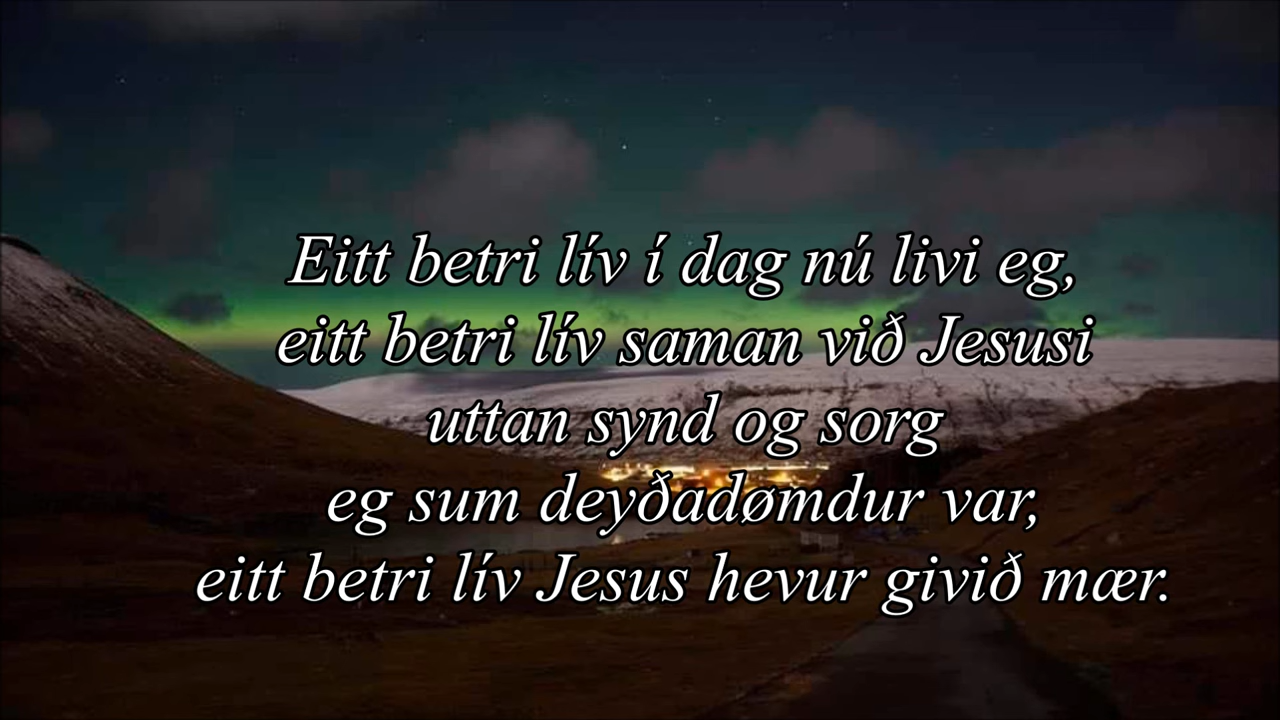 Eitt betri lív í dag nú livi eg,
eitt betri lív saman við Jesusi
uttan synd og sorg
eg sum deyðadømdur var,
eitt betri lív Jesus hevur givið mær.